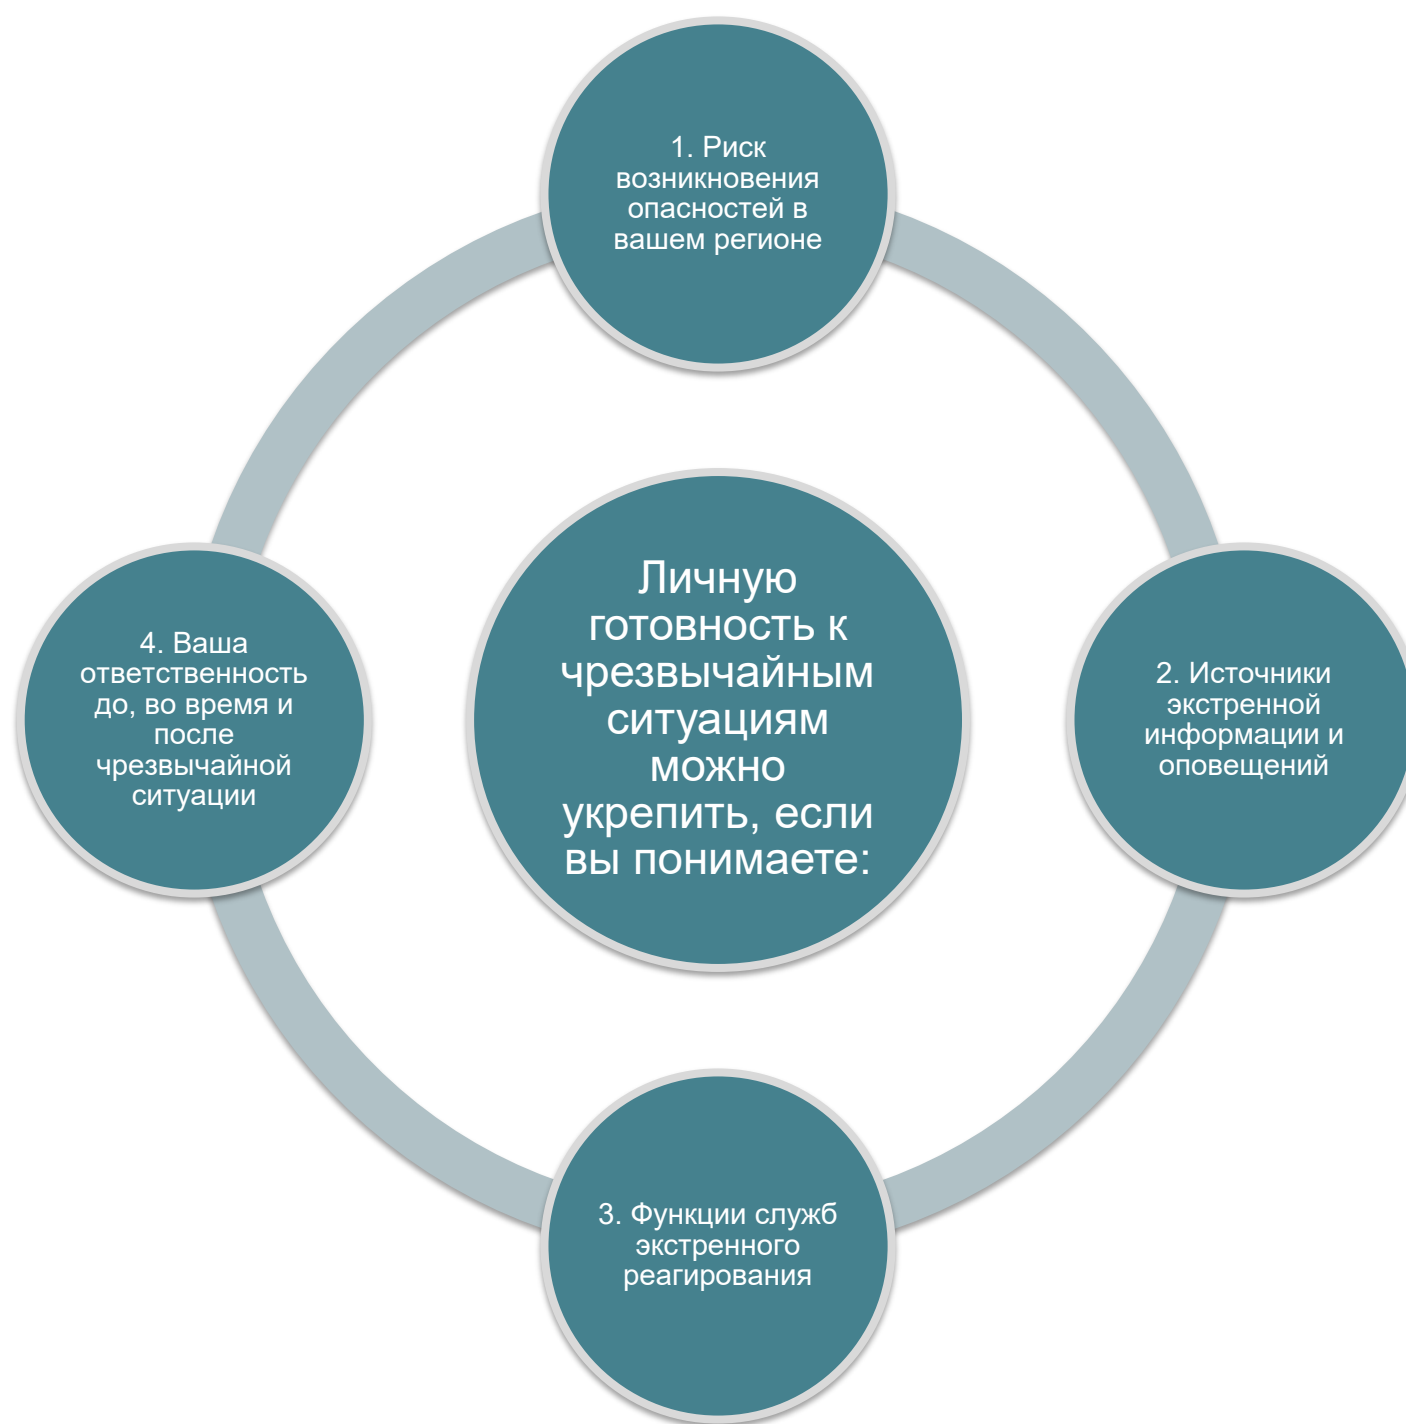 1. Риск
возникновения
опасностей в
вашем регионе
Личную
готовность к
чрезвычайным
ситуациям
можно
укрепить, если
вы понимаете:
2. Источники
экстренной
информации и
оповещений
3. Функции служб
экстренного
реагирования
4. Ваша
ответственность
до, во время и
после
чрезвычайной
ситуации